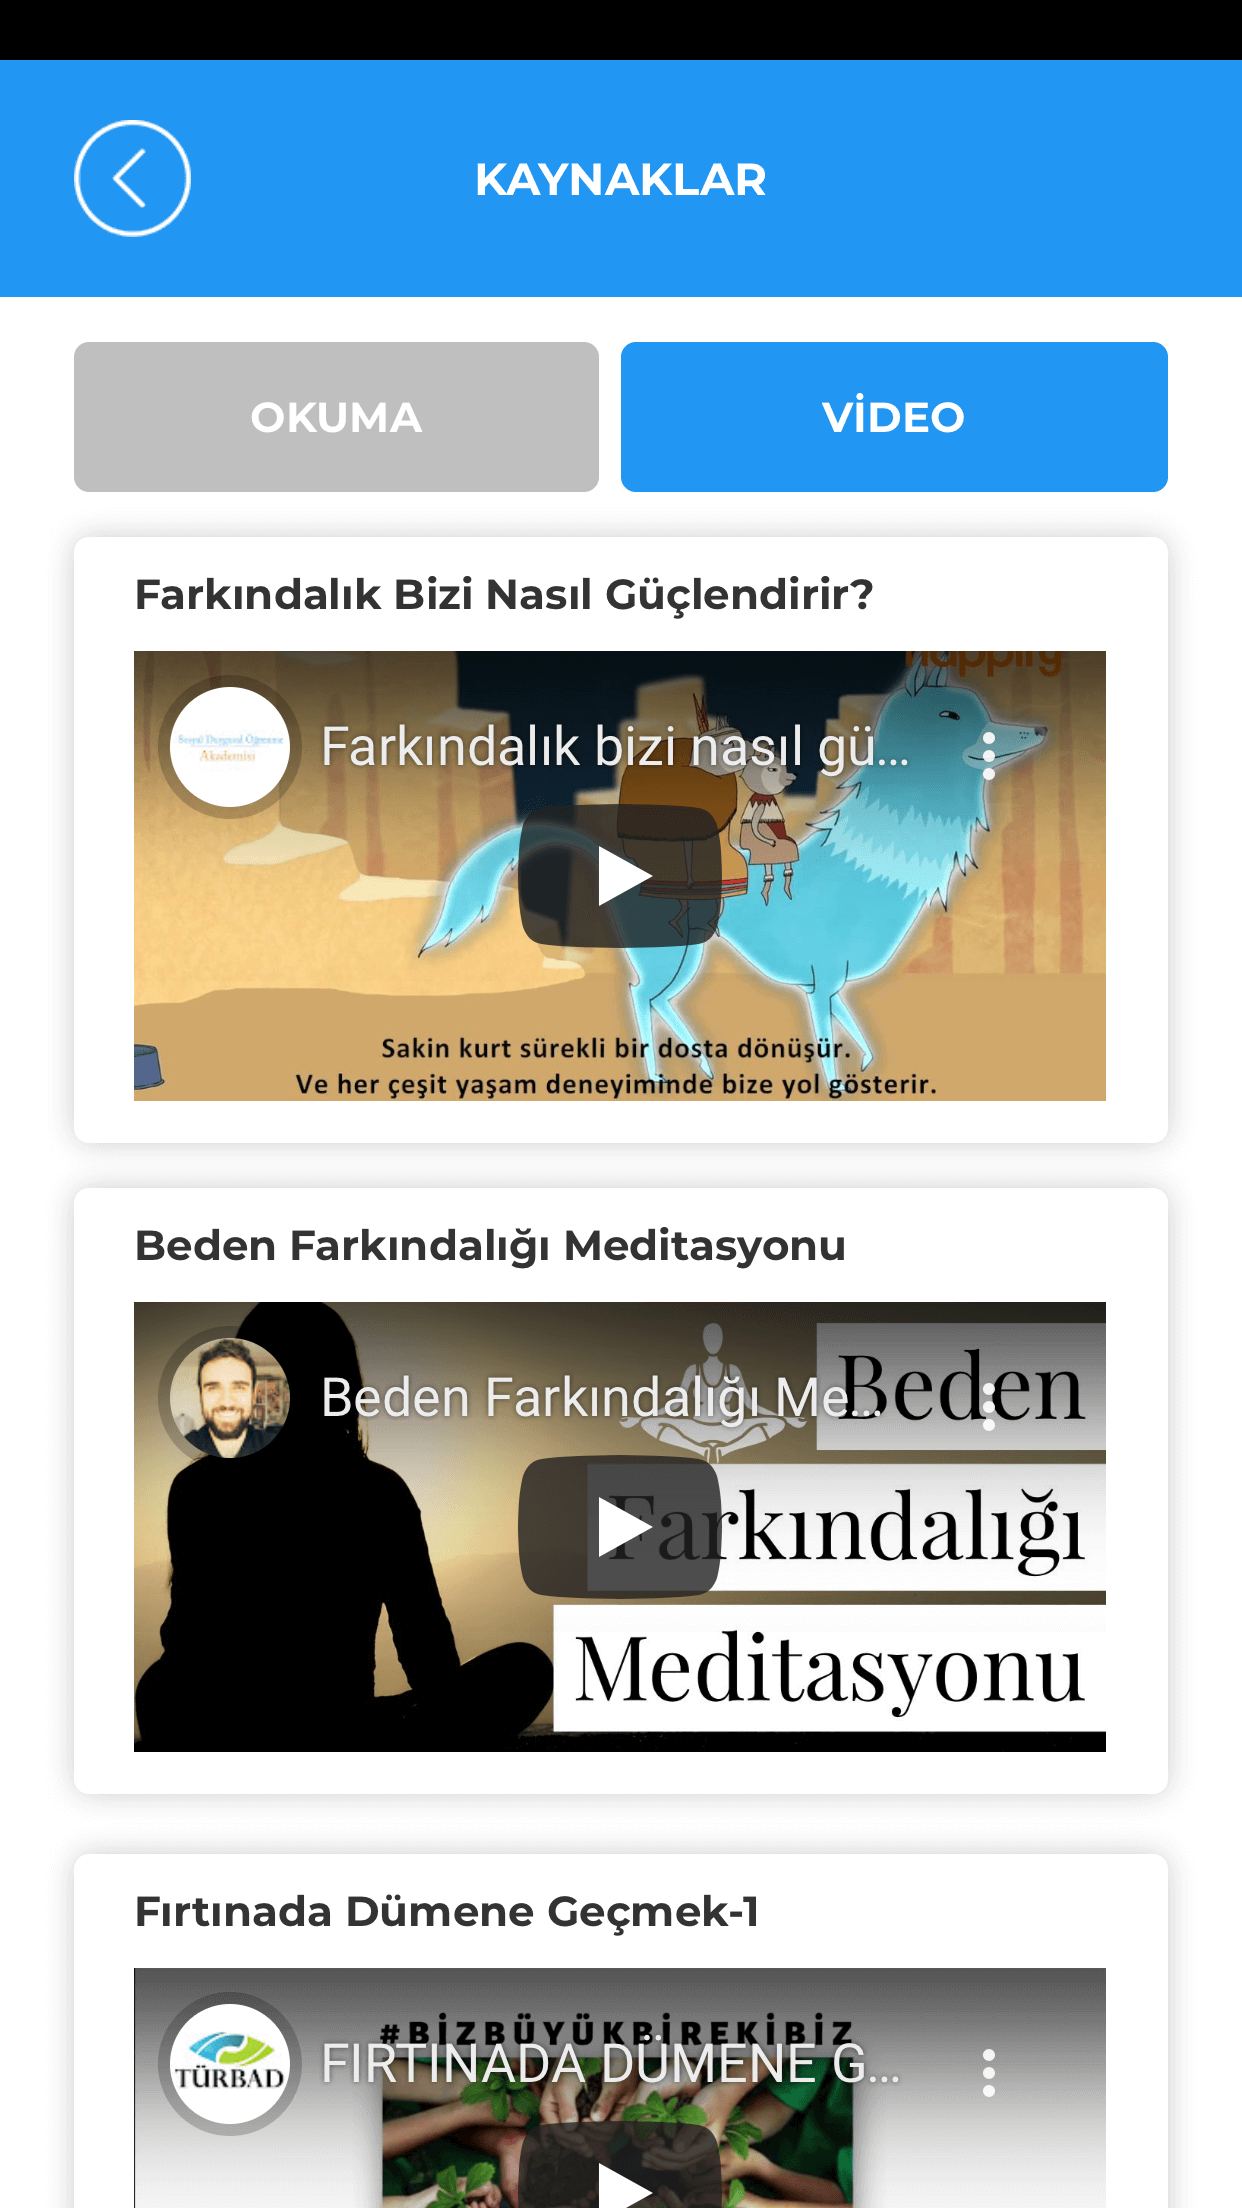 KAYNAKLAR
OKUMA
VİDEO
Farkındalık Bizi Nasıl Güçlendirir?
happify
Sosyal Duygusal Öğrenme
Akademisi
Farkındalık bizi nasıl gü...
Sakin kurt sürekli bir dosta dönüşür.
Ve her çeşit yaşam deneyiminde bize yol gösterir.
Beden Farkındalığı Meditasyonu
Beden Farkındalığı Me...
Beden
Farkındalığı
Meditasyonu
Fırtınada Dümene Geçmek-1
#BİZBÜYÜKBİREKİBİZ
TÜRBAD
FIRTINADA DÜMENE G...